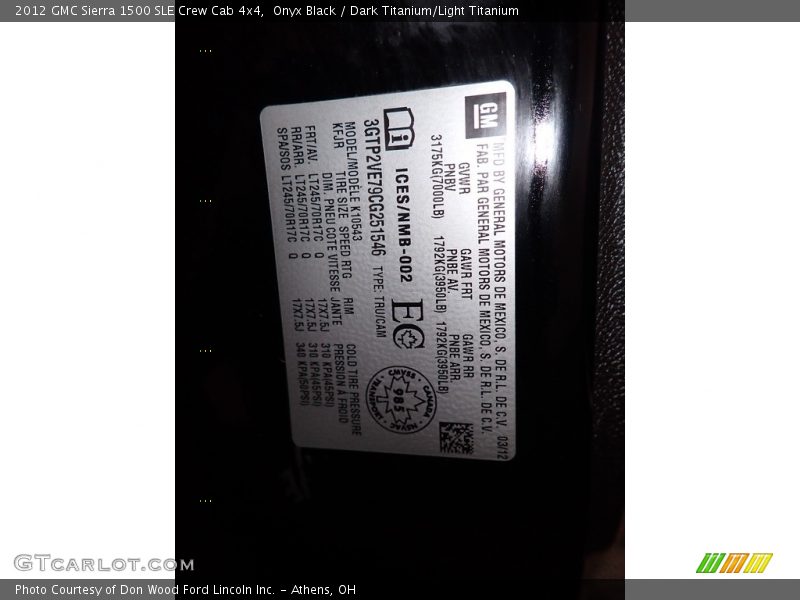 2012 GMC Sierra 1500 SLE Crew Cab 4x4,  Onyx Black / Dark Titanium/Light Titanium
GM
MFD BY GENERAL MOTORS DE MEXICO, S. DE R.L. DE C.V. 03/12
FAB. PAR GENERAL MOTORS DE MEXICO, S. DE R.L. DE C.V.
GVWR GAWR FRT GAWR RR
PNBV PNBE AV. PNBE ARR.
3175KG(7000LB) 1792KG(3950LB) 1792KG(3950LB)
i ICES/NMB-002 EC
CANADA · NSVAC · TRANSPORT · CMVSS ·
985
3GTP2VE79CG251546 TYPE: TRU/CAM
MODEL/MODÈLE K10543
KFJR TIRE SIZE SPEED RTG RIM COLD TIRE PRESSURE
DIM. PNEU COTE VITESSE JANTE PRESSION À FROID
FRT/AV. LT245/70R17C Q 17X7.5J 310 KPA(45PSI)
RR/ARR. LT245/70R17C Q 17X7.5J 310 KPA(45PSI)
SPA/SOS LT245/70R17C Q 17X7.5J 340 KPA(50PSI)
GTcarlot.com
Photo Courtesy of Don Wood Ford Lincoln Inc. – Athens, OH